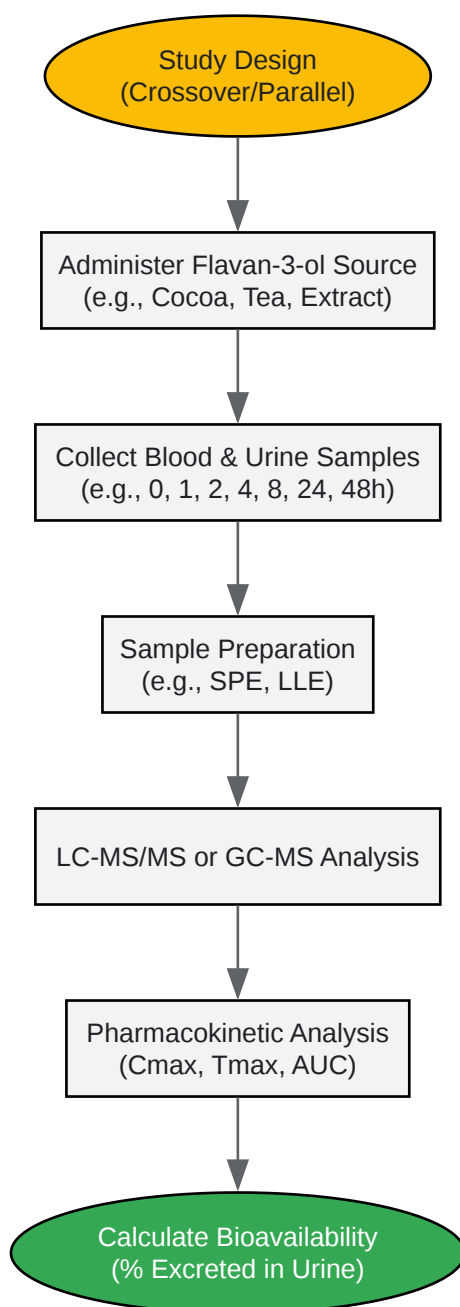 Study Design
(Crossover/Parallel)
Administer Flavan-3-ol Source
(e.g., Cocoa, Tea, Extract)
Collect Blood & Urine Samples
(e.g., 0, 1, 2, 4, 8, 24, 48h)
Sample Preparation
(e.g., SPE, LLE)
LC-MS/MS or GC-MS Analysis
Pharmacokinetic Analysis
(Cmax, Tmax, AUC)
Calculate Bioavailability
(% Excreted in Urine)